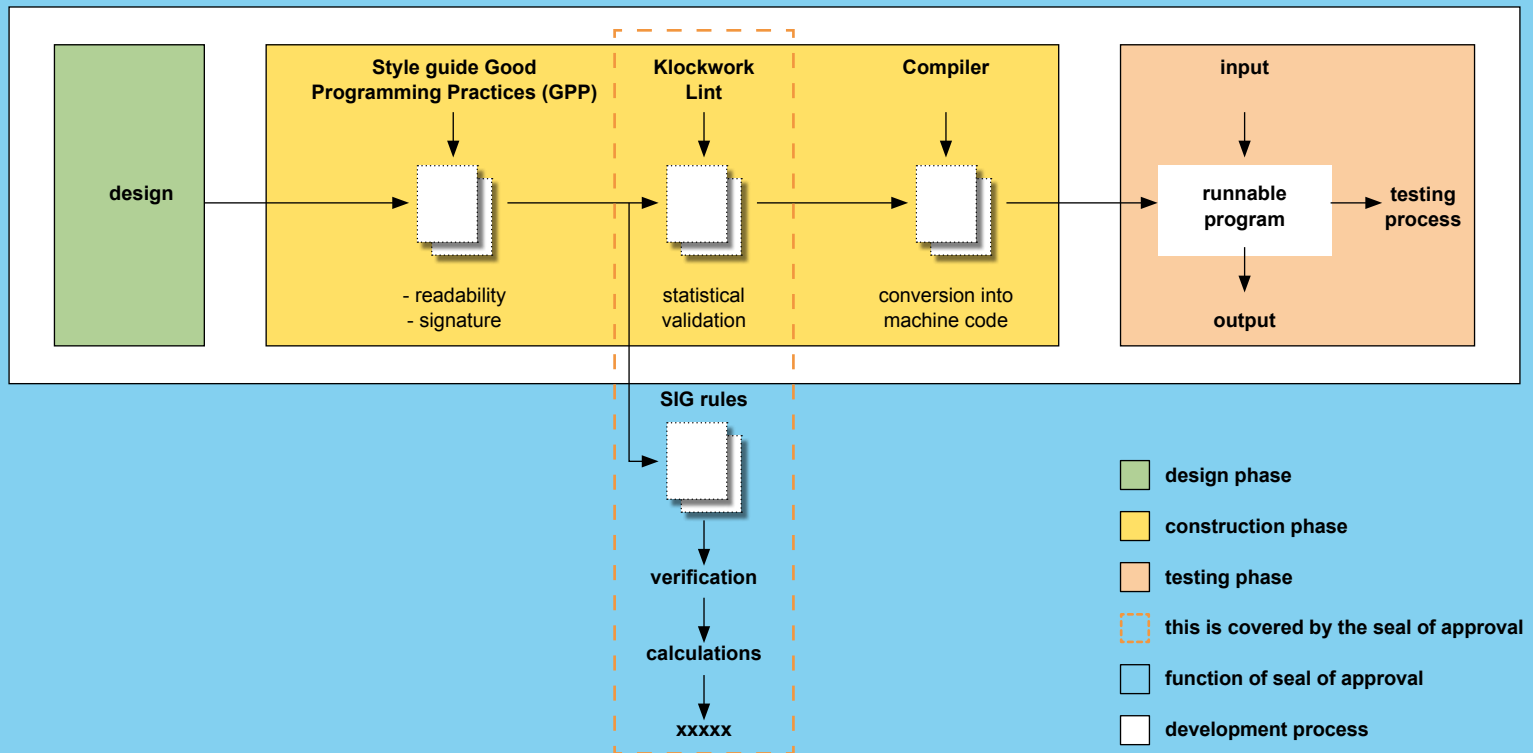 design
Style guide Good
Programming Practices (GPP)
- readability
- signature
Klockwork
Lint
statistical
validation
Compiler
conversion into
machine code
input
runnable
program
testing
process
output
SIG rules
verification
calculations
xxxxx
design phase
construction phase
testing phase
this is covered by the seal of approval
function of seal of approval
development process